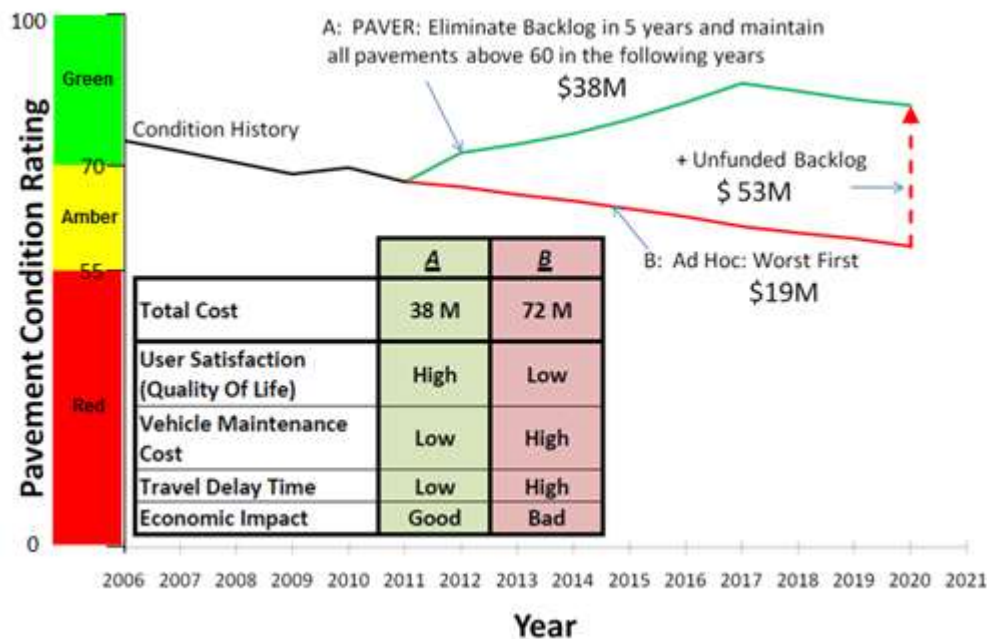 100
A: PAVER: Eliminate Backlog in 5 years and maintain
all pavements above 60 in the following years
$38M
Green
Condition History
70
+ Unfunded Backlog
$ 53M
Amber
55
B: Ad Hoc: Worst First
$19M
A B
Total Cost 38 M 72 M
User Satisfaction
(Quality Of Life) High Low
Red
Vehicle Maintenance
Cost Low High
Travel Delay Time Low High
Economic Impact Good Bad
0
Pavement Condition Rating
2006 2007 2008 2009 2010 2011 2012 2013 2014 2015 2016 2017 2018 2019 2020 2021
Year